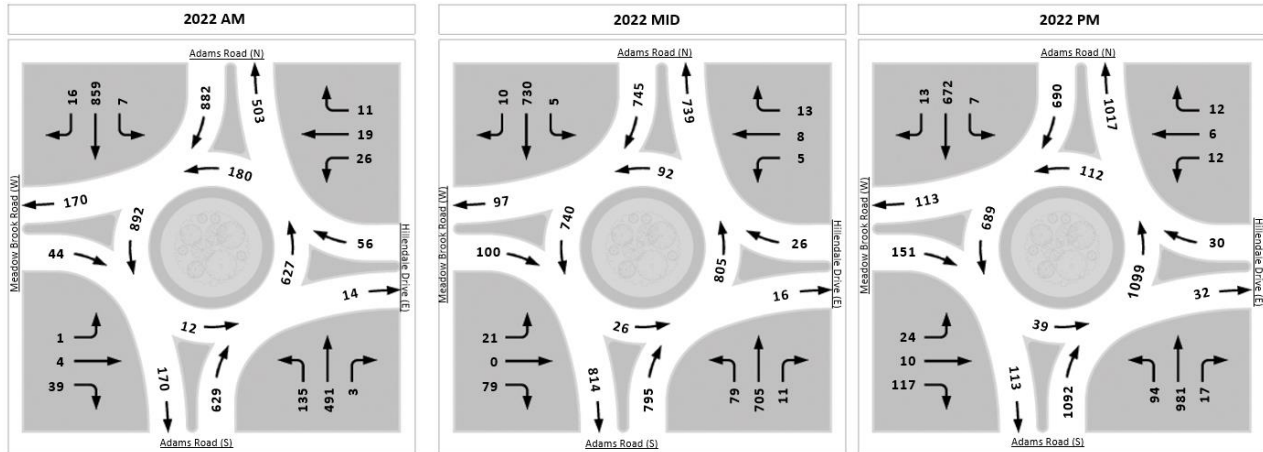 2022 AM
Adams Road (N)
16 859 7
882
503
11
19
26
180
170
892
Meadow Brook Road (W)
44
56
627
14
Hillendale Drive (E)
12
1
4
39
170
629
135 491 3
Adams Road (S)
2022 MID
Adams Road (N)
10 730 5
745
739
13
8
5
92
97
740
Meadow Brook Road (W)
100
26
805
16
Hillendale Drive (E)
26
21
0
79
814
795
79 705 11
Adams Road (S)
2022 PM
Adams Road (N)
13 672 7
690
1017
12
6
12
112
113
689
Meadow Brook Road (W)
151
30
1099
32
Hillendale Drive (E)
39
24
10
117
113
1092
94 981 17
Adams Road (S)